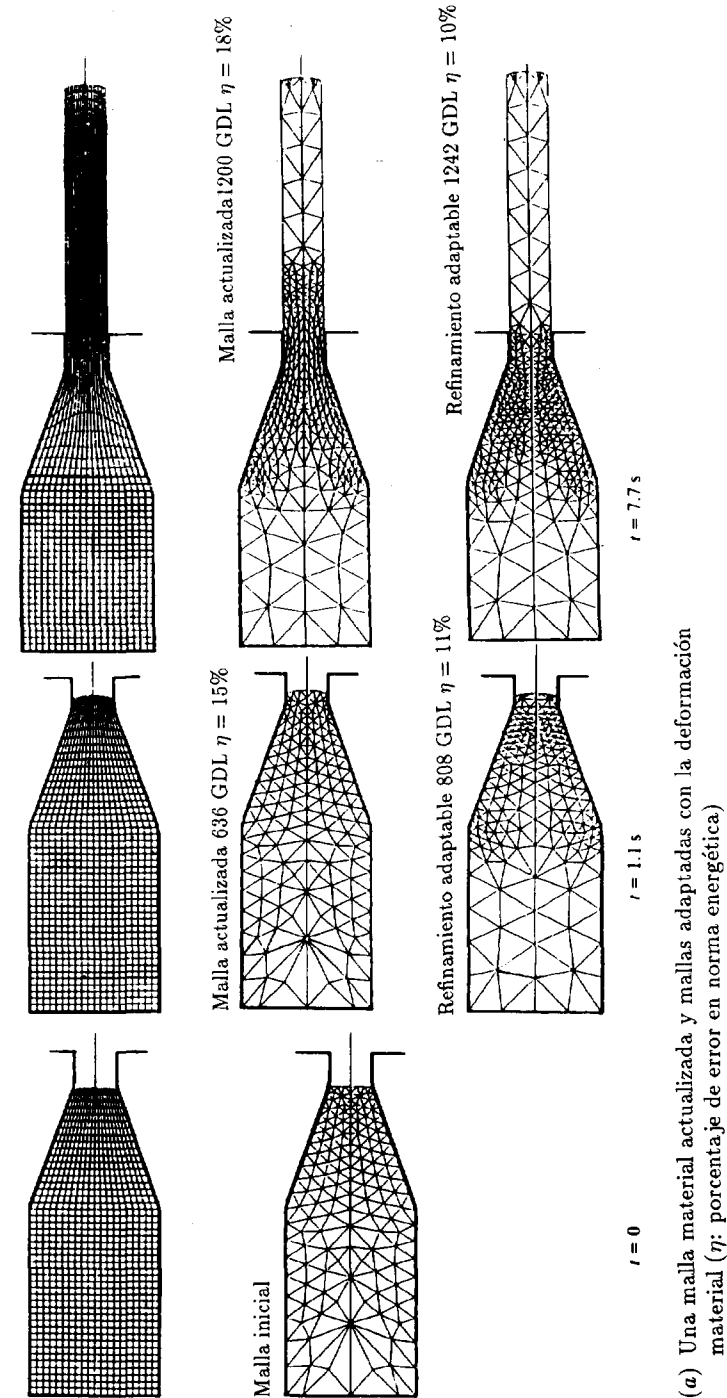 Malla inicial
Malla actualizada 636 GDL η = 15%
Malla actualizada1200 GDL η = 18%
Refinamiento adaptable 808 GDL η = 11%
Refinamiento adaptable 1242 GDL η = 10%
t = 0
t = 1.1 s
t = 7.7 s
(a) Una malla material actualizada y mallas adaptadas con la deformación
material (η: porcentaje de error en norma energética)